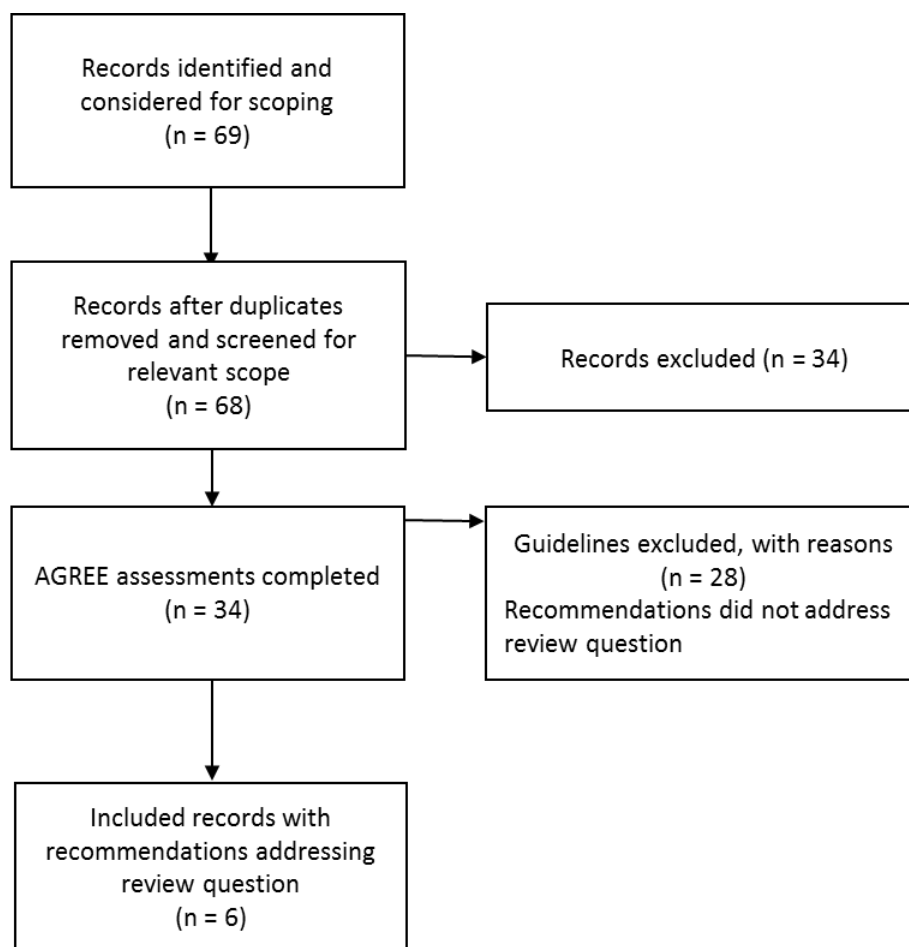 Records identified and
considered for scoping
(n = 69)
Records after duplicates
removed and screened for
relevant scope
(n = 68)
Records excluded (n = 34)
AGREE assessments completed
(n = 34)
Guidelines excluded, with reasons
(n = 28)
Recommendations did not address
review question
Included records with
recommendations addressing
review question
(n = 6)